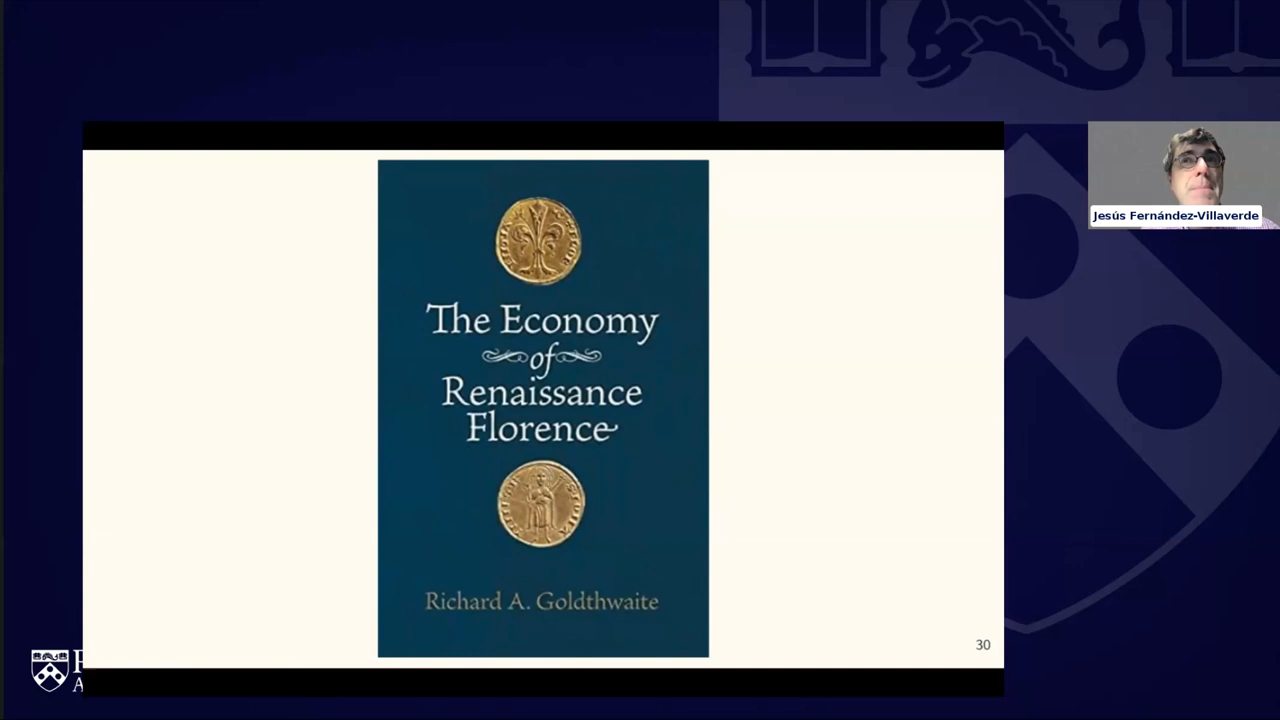 The Economy
of
Renaissance
Florence
Richard A. Goldthwaite
30
Jesús Fernández-Villaverde